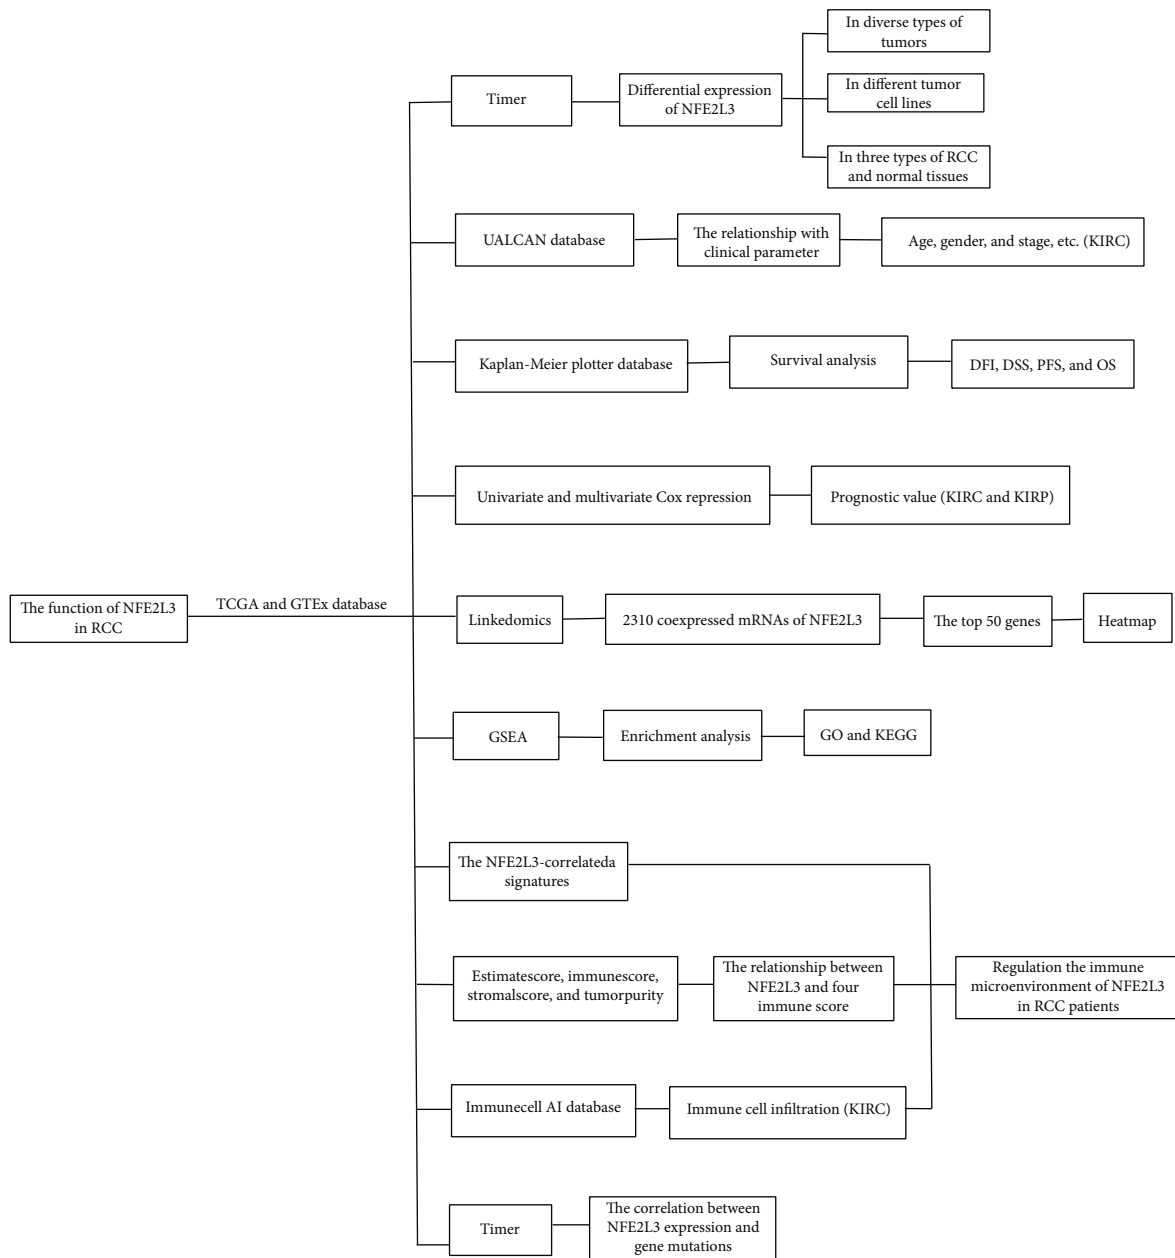 In diverse types of
tumors
Timer
Differential expression
of NFE2L3
In different tumor
cell lines
In three types of RCC
and normal tissues
UALCAN database
The relationship with
clinical parameter
Age, gender, and stage, etc. (KIRC)
Kaplan-Meier plotter database
Survival analysis
DFI, DSS, PFS, and OS
Univariate and multivariate Cox repression
Prognostic value (KIRC and KIRP)
The function of NFE2L3
in RCC
TCGA and GTEx database
Linkedomics
2310 coexpressed mRNAs of NFE2L3
The top 50 genes
Heatmap
GSEA
Enrichment analysis
GO and KEGG
The NFE2L3-correlateda
signatures
Estimatescore, immunescore,
stromalscore, and tumorpurity
The relationship between
NFE2L3 and four
immune score
Regulation the immune
microenvironment of NFE2L3
in RCC patients
Immunecell AI database
Immune cell infiltration (KIRC)
Timer
The correlation between
NFE2L3 expression and
gene mutations